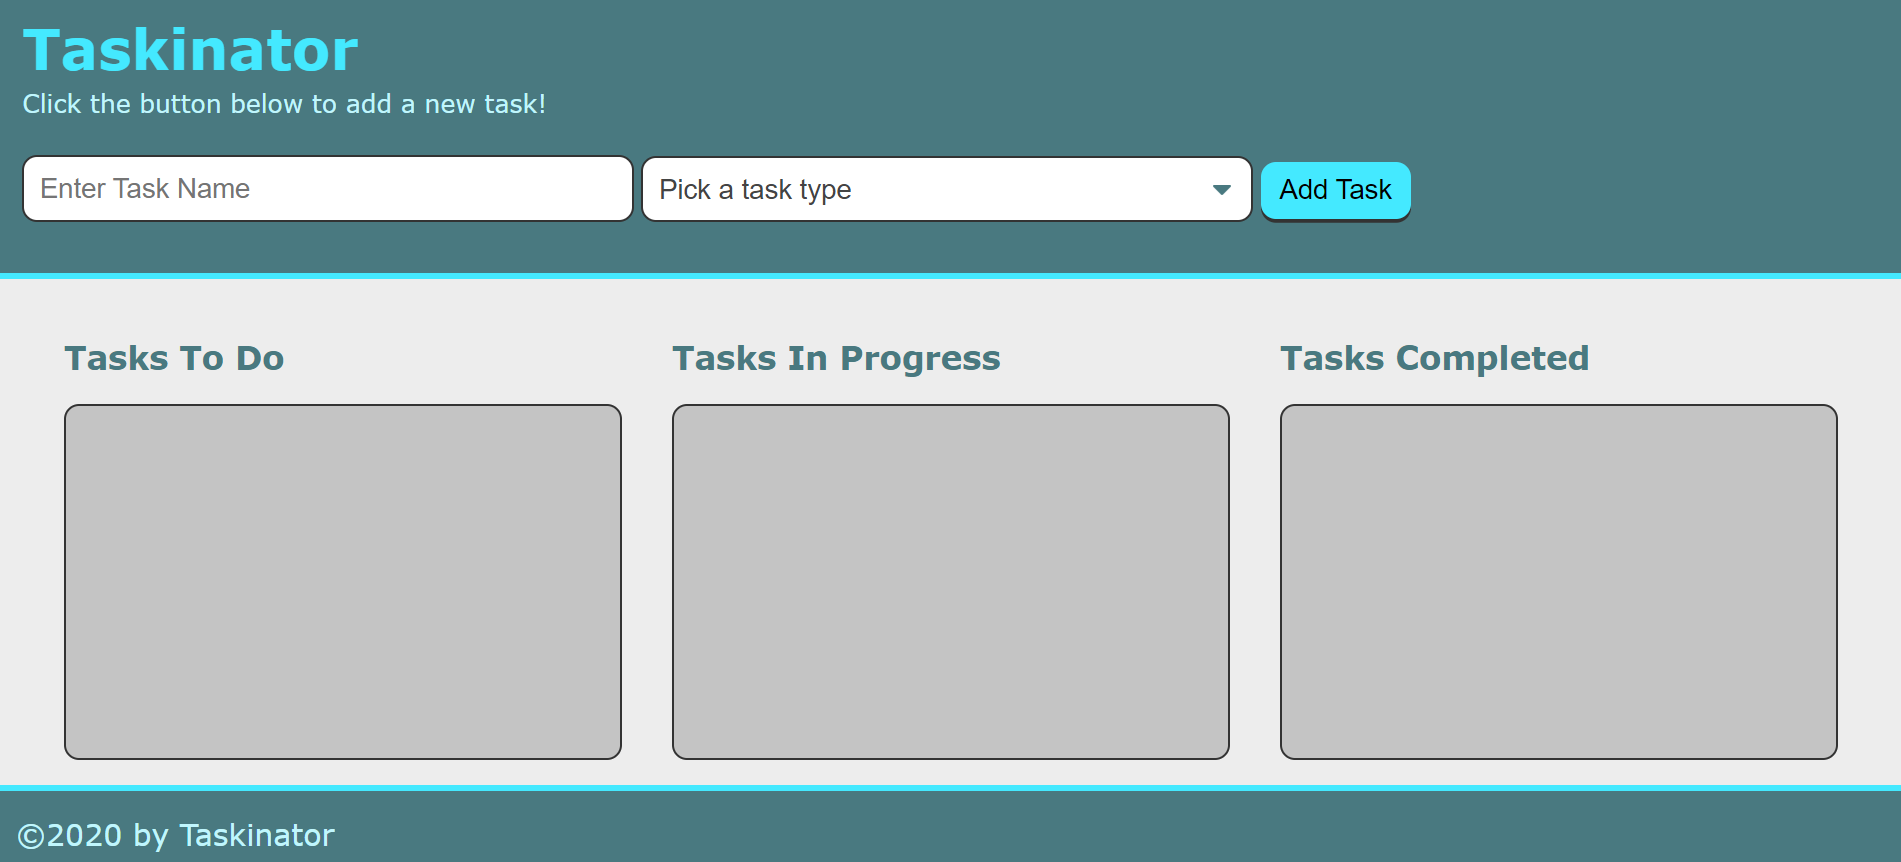 Taskinator
Click the button below to add a new task!
Enter Task Name
Pick a task type
Add Task
Tasks To Do
Tasks In Progress
Tasks Completed
©2020 by Taskinator